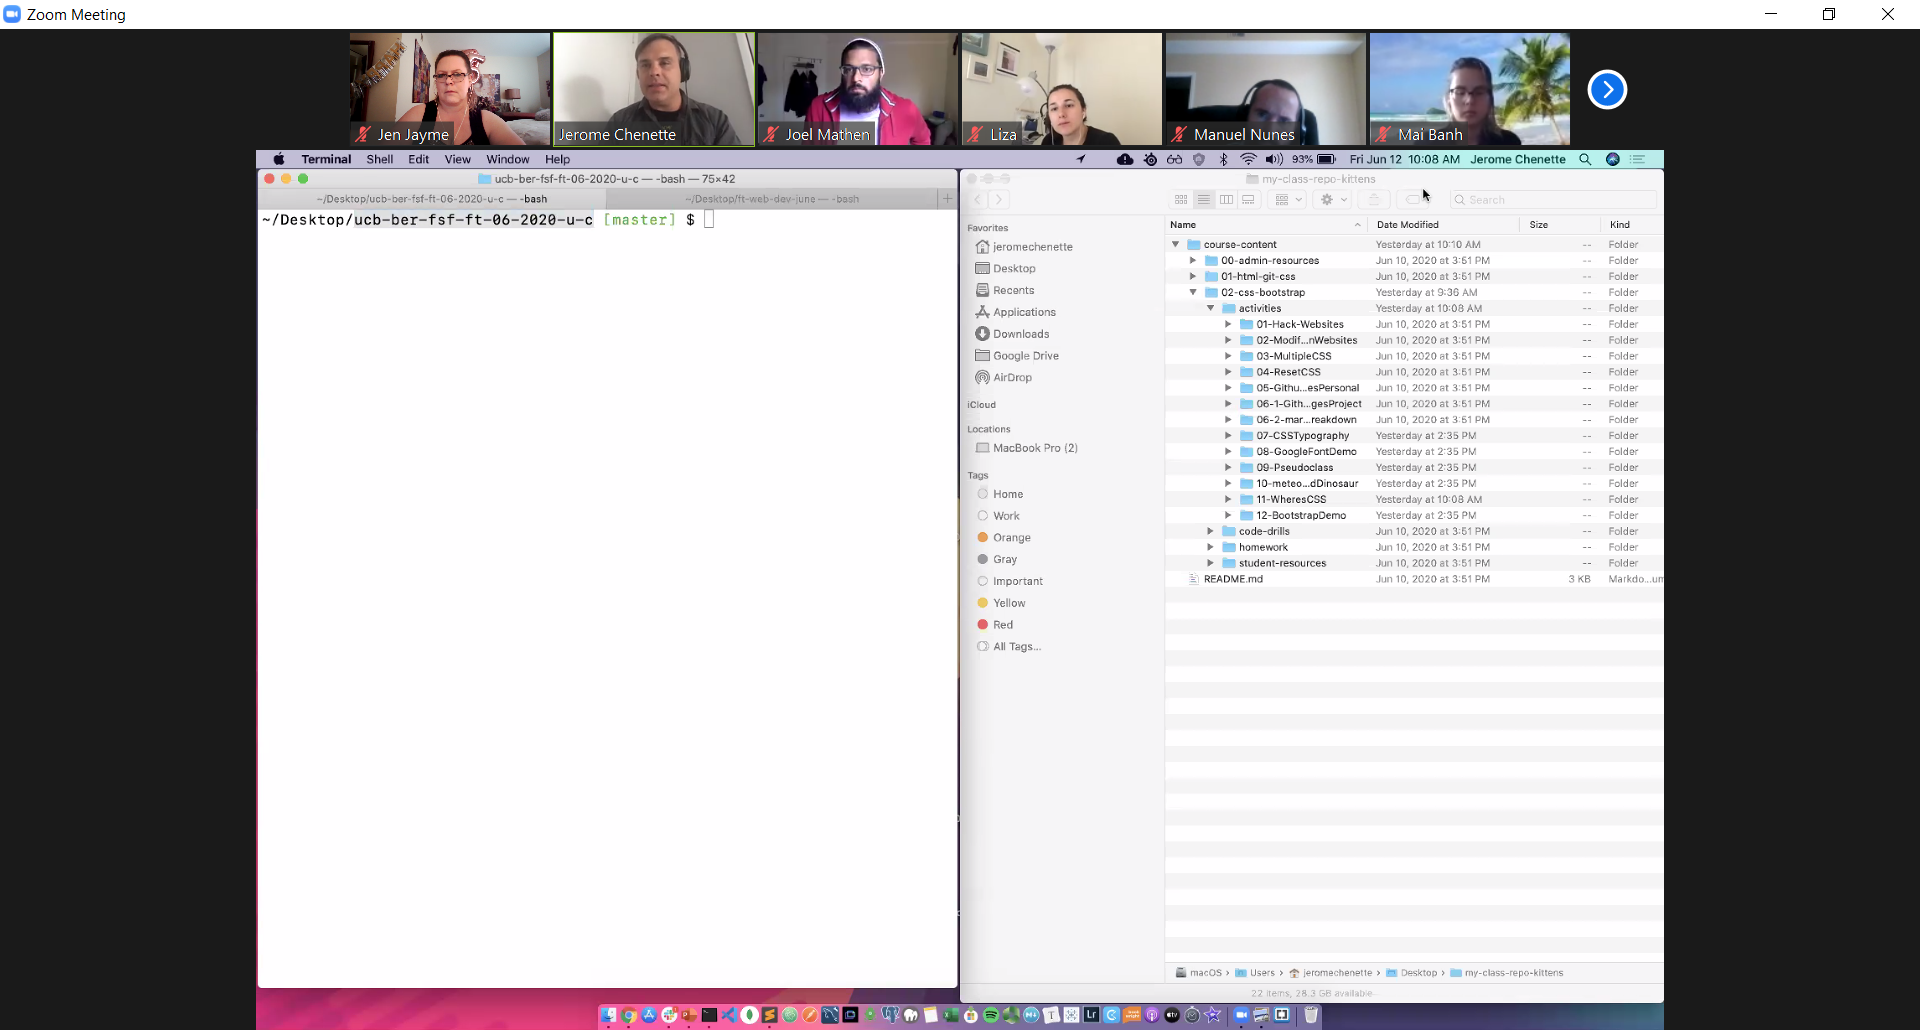 Zoom Meeting
Jen Jayme
Jerome Chenette
Joel Mathen
Liza
Manuel Nunes
Mai Banh
Terminal Shell Edit View Window Help
93% Fri Jun 12 10:08 AM Jerome Chenette
ucb-ber-fsf-ft-06-2020-u-c — -bash — 75×42
~/Desktop/ucb-ber-fsf-ft-06-2020-u-c — -bash
~/Desktop/ft-web-dev-june — -bash
~/Desktop/ucb-ber-fsf-ft-06-2020-u-c [master] $
my-class-repo-kittens
Search
Favorites
jeromechenette
Desktop
Recents
Applications
Downloads
Google Drive
AirDrop
iCloud
Locations
MacBook Pro (2)
Tags
Home
Work
Orange
Gray
Important
Yellow
Red
All Tags...
Name Date Modified Size Kind
course-content Yesterday at 10:10 AM -- Folder
00-admin-resources Jun 10, 2020 at 3:51 PM -- Folder
01-html-git-css Jun 10, 2020 at 3:51 PM -- Folder
02-css-bootstrap Yesterday at 9:36 AM -- Folder
activities Yesterday at 10:08 AM -- Folder
01-Hack-Websites Jun 10, 2020 at 3:51 PM -- Folder
02-Modif...nWebsites Jun 10, 2020 at 3:51 PM -- Folder
03-MultipleCSS Jun 10, 2020 at 3:51 PM -- Folder
04-ResetCSS Jun 10, 2020 at 3:51 PM -- Folder
05-Githu...esPersonal Jun 10, 2020 at 3:51 PM -- Folder
06-1-Gith...gesProject Jun 10, 2020 at 3:51 PM -- Folder
06-2-mar...reakdown Jun 10, 2020 at 3:51 PM -- Folder
07-CSSTypography Yesterday at 2:35 PM -- Folder
08-GoogleFontDemo Yesterday at 2:35 PM -- Folder
09-Pseudoclass Yesterday at 2:35 PM -- Folder
10-meteo...dDinosaur Yesterday at 2:35 PM -- Folder
11-WheresCSS Yesterday at 10:08 AM -- Folder
12-BootstrapDemo Yesterday at 2:35 PM -- Folder
code-drills Jun 10, 2020 at 3:51 PM -- Folder
homework Jun 10, 2020 at 3:51 PM -- Folder
student-resources Jun 10, 2020 at 3:51 PM -- Folder
README.md Jun 10, 2020 at 3:51 PM 3 KB Markdo...um
macOS › Users › jeromechenette › Desktop › my-class-repo-kittens
22 items, 28.3 GB available